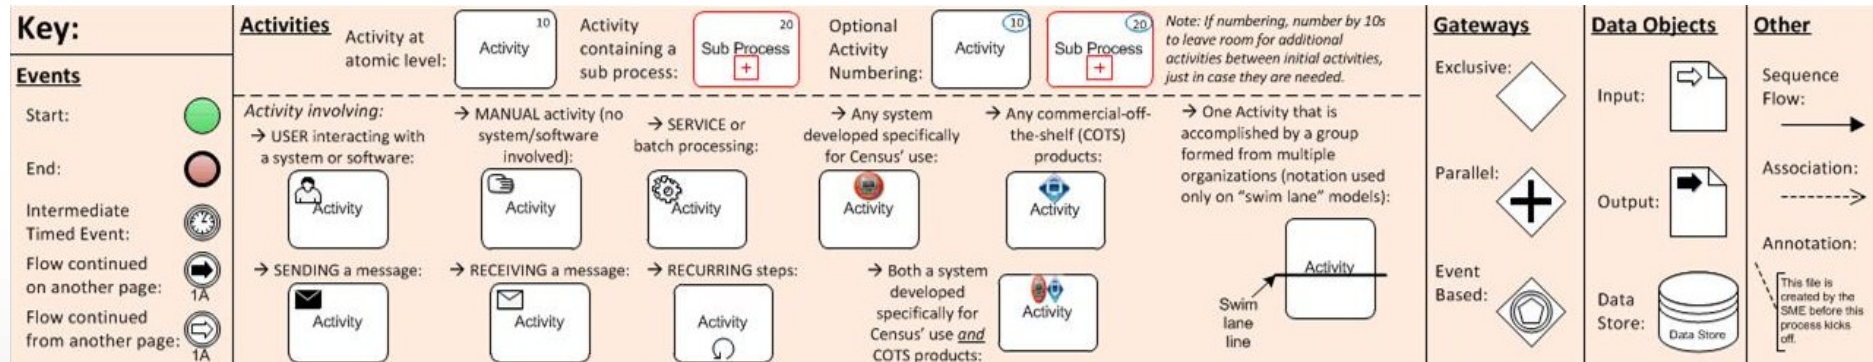 Key:
Events
Start:
End:
Intermediate
Timed Event:
Flow continued
on another page:
1A
Flow continued
from another page:
1A
Activities
Activity at
atomic level:
10
Activity
Activity
containing a
sub process:
20
Sub Process
+
Optional
Activity
Numbering:
10
Activity
20
Sub Process
+
Note: If numbering, number by 10s
to leave room for additional
activities between initial activities,
just in case they are needed.
Activity involving:
→ USER interacting with
a system or software:
Activity
→ MANUAL activity (no
system/software
involved):
Activity
→ SERVICE or
batch processing:
Activity
→ Any system
developed specifically
for Census' use:
Activity
→ Any commercial-off-
the-shelf (COTS)
products:
Activity
→ One Activity that is
accomplished by a group
formed from multiple
organizations (notation used
only on "swim lane" models):
Activity
Swim
lane
line
→ SENDING a message:
Activity
→ RECEIVING a message:
Activity
→ RECURRING steps:
Activity
→ Both a system
developed
specifically for
Census' use and
COTS products:
Activity
Gateways
Exclusive:
Parallel:
Event
Based:
Data Objects
Input:
Output:
Data
Store:
Data Store
Other
Sequence
Flow:
Association:
Annotation:
This file is
created by the
SME before this
process kicks
off.